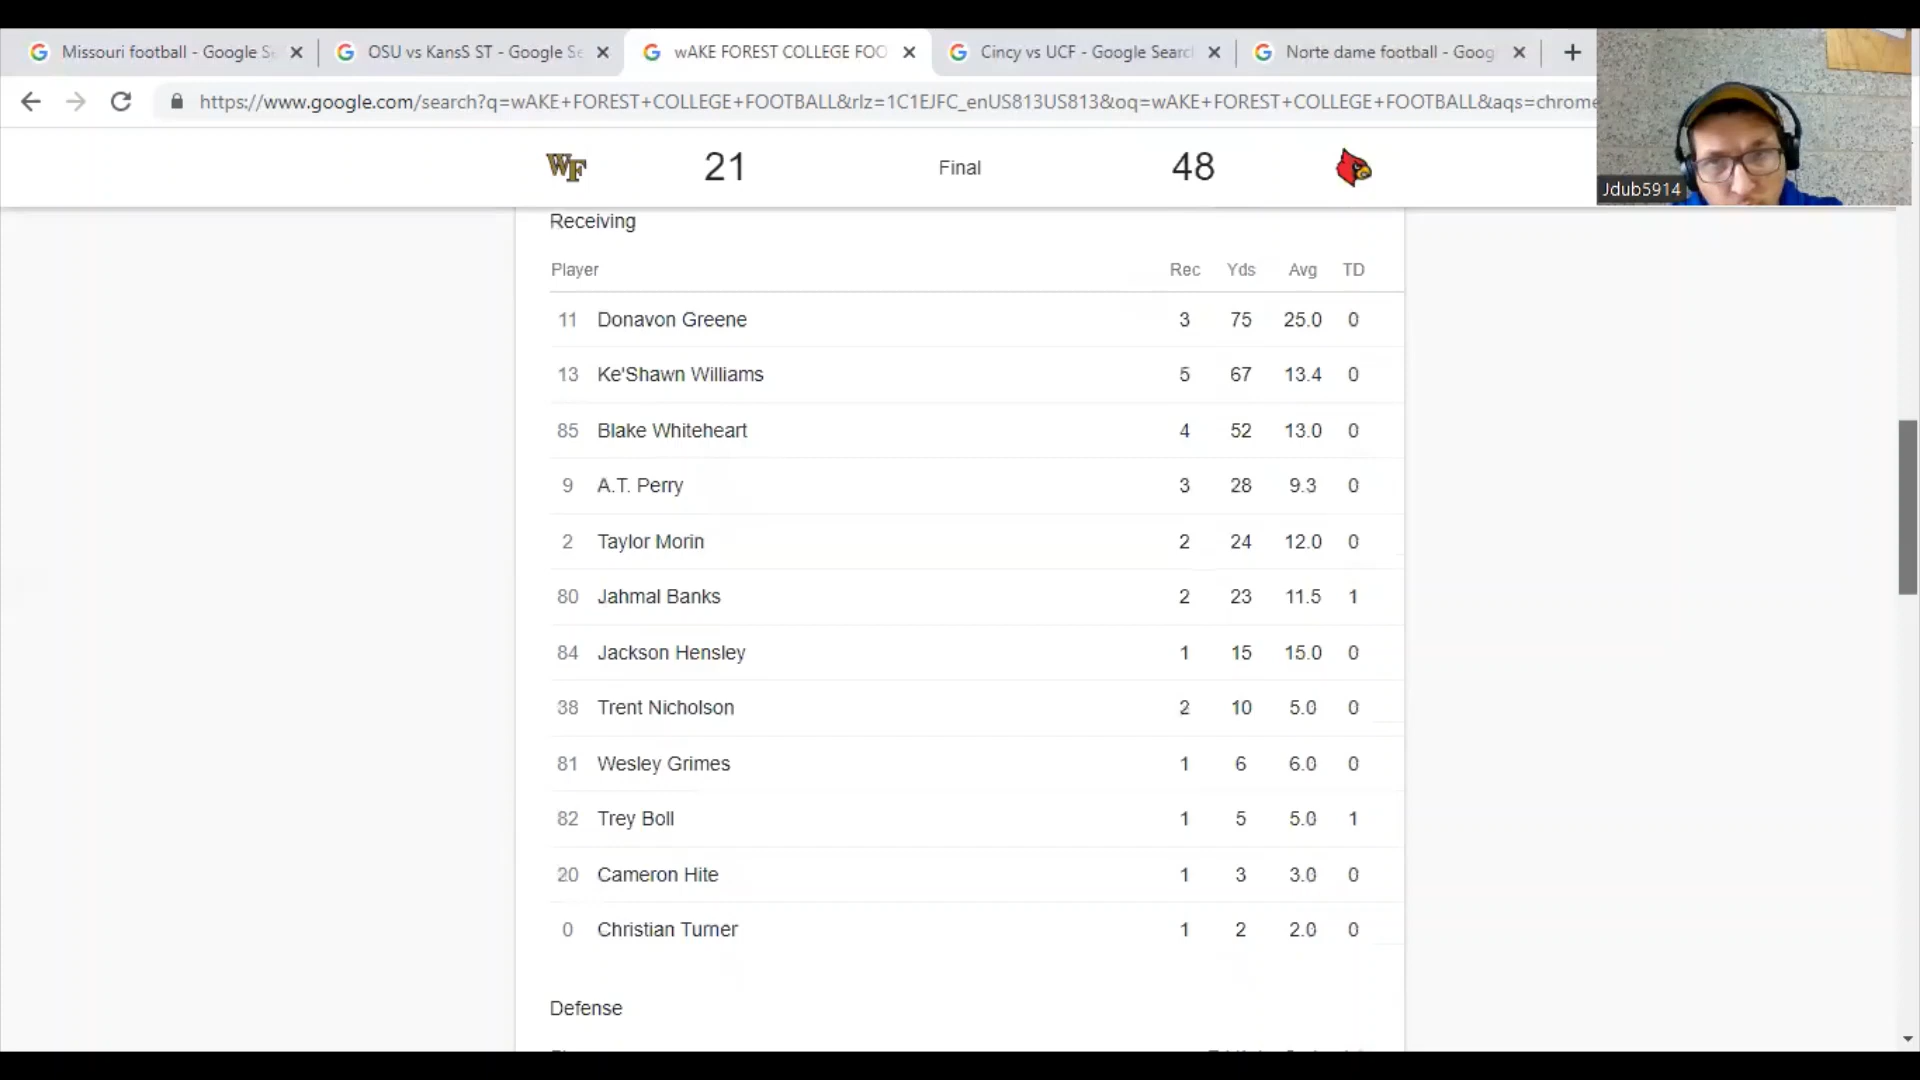 Missouri football - Google Se
OSU vs KansS ST - Google Se
wAKE FOREST COLLEGE FOO
Cincy vs UCF - Google Search
Norte dame football - Goog
https://www.google.com/search?q=wAKE+FOREST+COLLEGE+FOOTBALL&rlz=1C1EJFC_enUS813US813&oq=wAKE+FOREST+COLLEGE+FOOTBALL&aqs=chrome
Jdub5914
WF 21 Final 48
Receiving
Player Rec Yds Avg TD
11 Donavon Greene 3 75 25.0 0
13 Ke'Shawn Williams 5 67 13.4 0
85 Blake Whiteheart 4 52 13.0 0
9 A.T. Perry 3 28 9.3 0
2 Taylor Morin 2 24 12.0 0
80 Jahmal Banks 2 23 11.5 1
84 Jackson Hensley 1 15 15.0 0
38 Trent Nicholson 2 10 5.0 0
81 Wesley Grimes 1 6 6.0 0
82 Trey Boll 1 5 5.0 1
20 Cameron Hite 1 3 3.0 0
0 Christian Turner 1 2 2.0 0
Defense